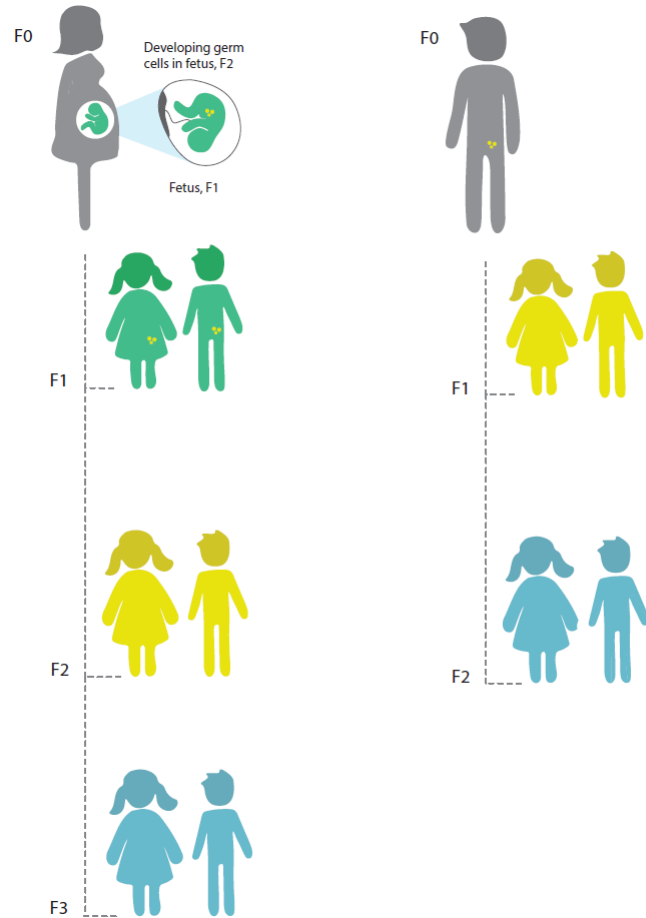 F0
Developing germ
cells in fetus, F2
Fetus, F1
F1
F2
F3
F0
F1
F2